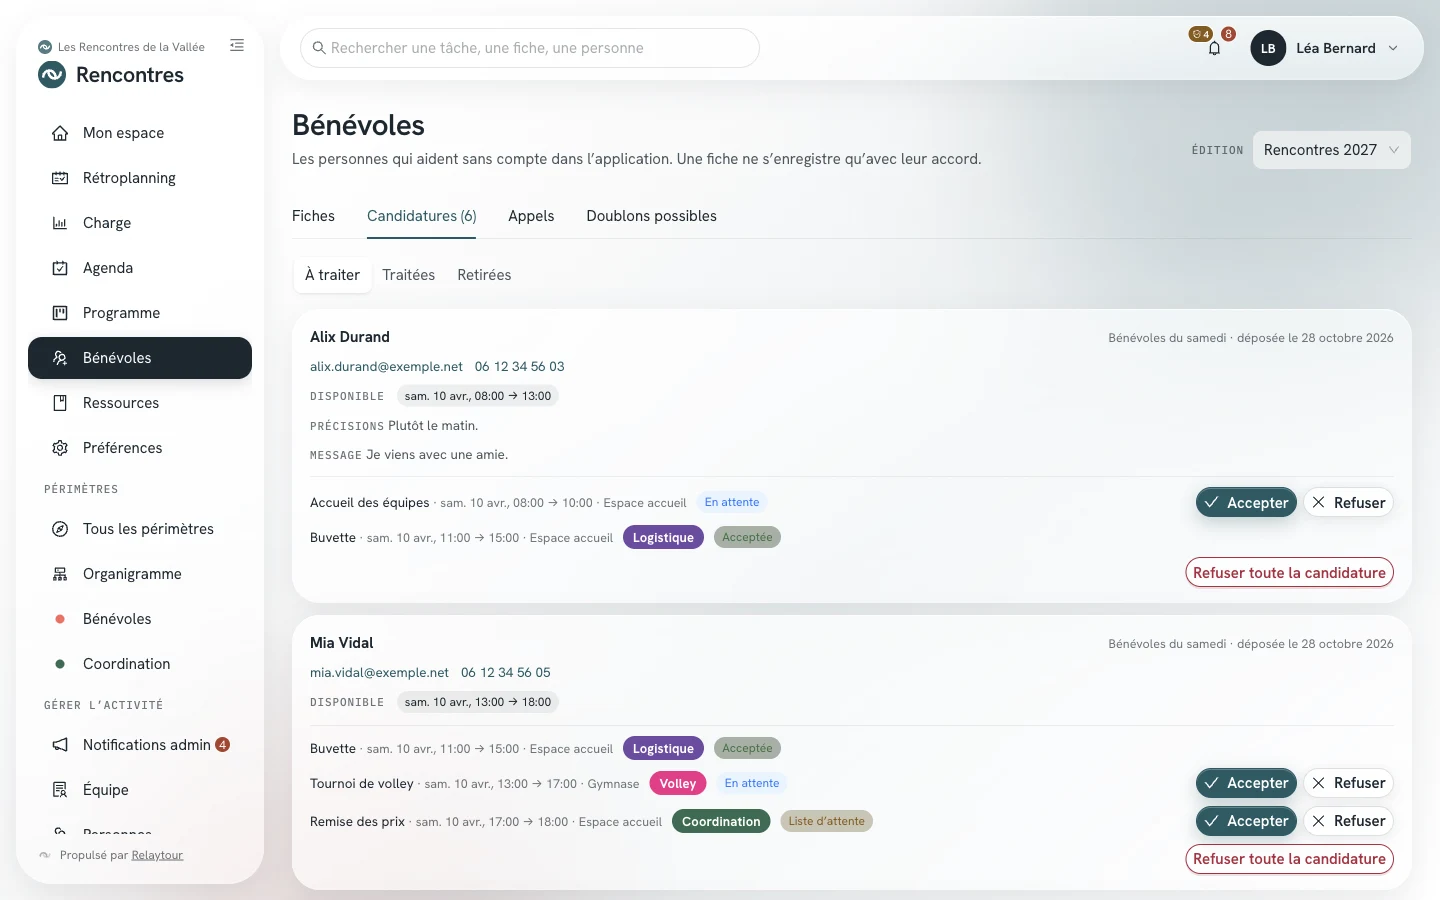 Les Rencontres de la Vallée
Rencontres
Mon espace
Rétroplanning
Charge
Agenda
Programme
Bénévoles
Ressources
Préférences
PÉRIMÈTRES
Tous les périmètres
Organigramme
Bénévoles
Coordination
GÉRER L’ACTIVITÉ
Notifications admin 4
Équipe
Personnes
Propulsé par Relaytour
Rechercher une tâche, une fiche, une personne
4 8
LB Léa Bernard
Bénévoles
Les personnes qui aident sans compte dans l’application. Une fiche ne s’enregistre qu’avec leur accord.
ÉDITION Rencontres 2027
Fiches Candidatures (6) Appels Doublons possibles
À traiter Traitées Retirées
Alix Durand Bénévoles du samedi · déposée le 28 octobre 2026
alix.durand@exemple.net 06 12 34 56 03
DISPONIBLE sam. 10 avr., 08:00 → 13:00
PRÉCISIONS Plutôt le matin.
MESSAGE Je viens avec une amie.
Accueil des équipes · sam. 10 avr., 08:00 → 10:00 · Espace accueil En attente Accepter Refuser
Buvette · sam. 10 avr., 11:00 → 15:00 · Espace accueil Logistique Acceptée
Refuser toute la candidature
Mia Vidal Bénévoles du samedi · déposée le 28 octobre 2026
mia.vidal@exemple.net 06 12 34 56 05
DISPONIBLE sam. 10 avr., 13:00 → 18:00
Buvette · sam. 10 avr., 11:00 → 15:00 · Espace accueil Logistique Acceptée
Tournoi de volley · sam. 10 avr., 13:00 → 17:00 · Gymnase Volley En attente Accepter Refuser
Remise des prix · sam. 10 avr., 17:00 → 18:00 · Espace accueil Coordination Liste d’attente Accepter Refuser
Refuser toute la candidature